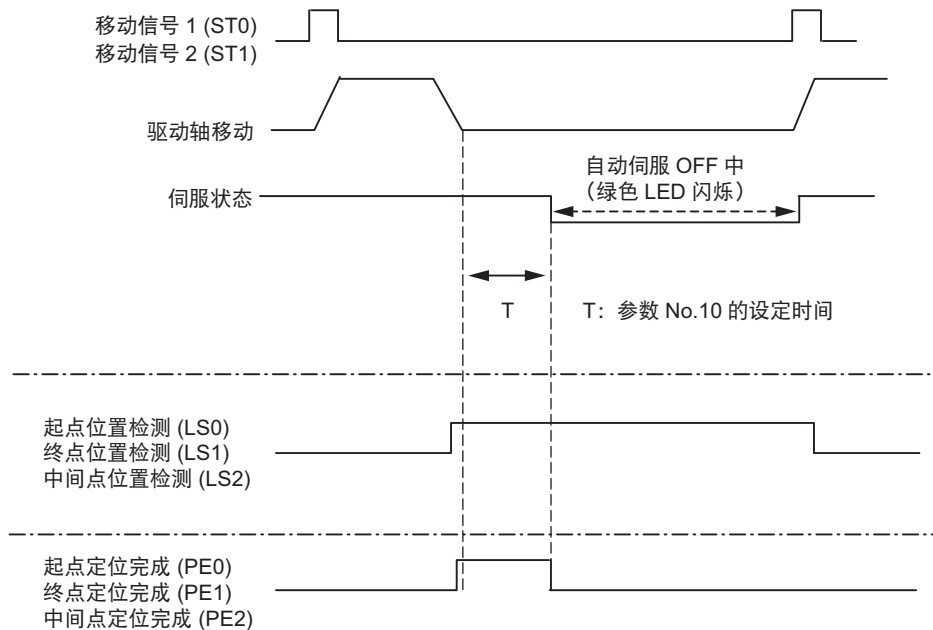 移动信号 1 (ST0)
移动信号 2 (ST1)
驱动轴移动
自动伺服 OFF 中
（绿色 LED 闪烁）
伺服状态
T
T：参数 No.10 的设定时间
起点位置检测 (LS0)
终点位置检测 (LS1)
中间点位置检测 (LS2)
起点定位完成 (PE0)
终点定位完成 (PE1)
中间点定位完成 (PE2)